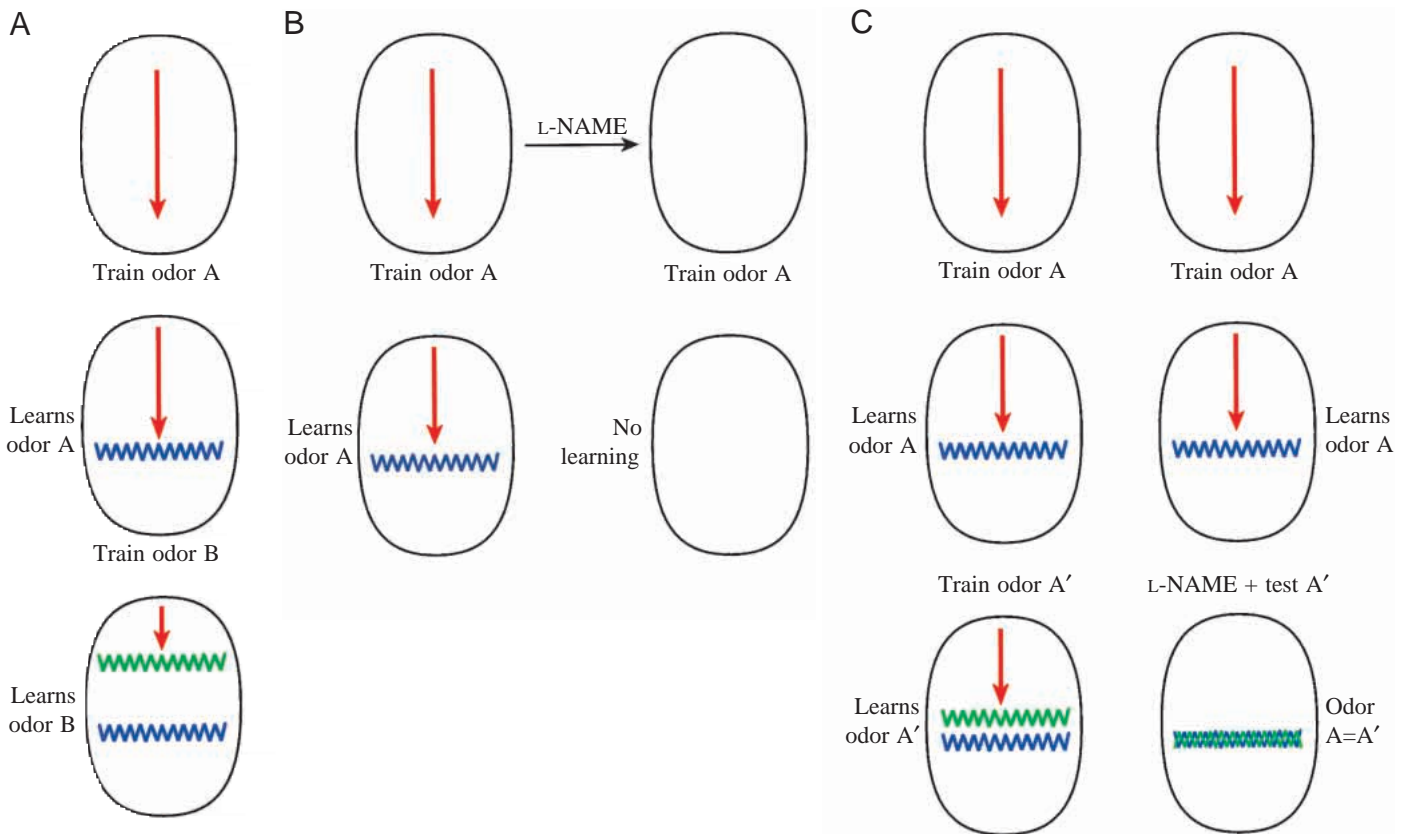 A
Train odor A
Learns
odor A
Train odor B
Learns
odor B
B
L-NAME
Train odor A
Train odor A
Learns
odor A
No
learning
C
Train odor A
Train odor A
Learns
odor A
Learns
odor A
Train odor A′
L-NAME + test A′
Learns
odor A′
Odor
A=A′